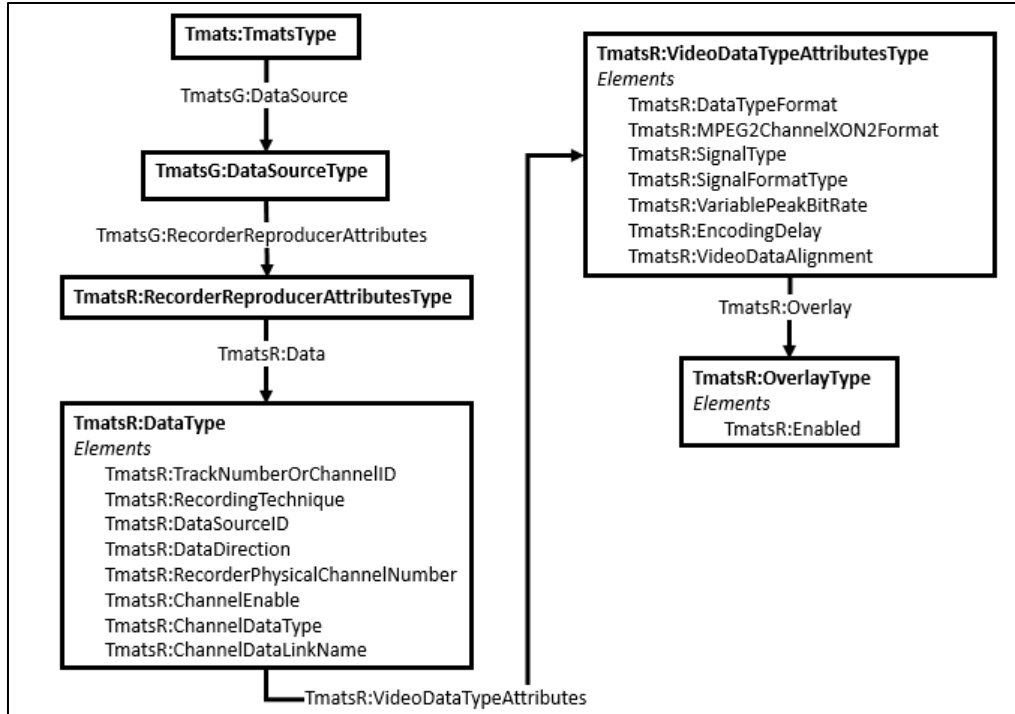 Tmats:TmatsType
TmatsG:DataSource
TmatsG:DataSourceType
TmatsG:RecorderReproducerAttributes
TmatsR:RecorderReproducerAttributesType
TmatsR:Data
TmatsR:DataType
Elements
TmatsR:TrackNumberOrChannelID
TmatsR:RecordingTechnique
TmatsR:DataSourceID
TmatsR:DataDirection
TmatsR:RecorderPhysicalChannelNumber
TmatsR:ChannelEnable
TmatsR:ChannelDataType
TmatsR:ChannelDataLinkName
TmatsR:VideoDataTypeAttributes
TmatsR:VideoDataTypeAttributesType
Elements
TmatsR:DataTypeFormat
TmatsR:MPEG2ChannelXON2Format
TmatsR:SignalType
TmatsR:SignalFormatType
TmatsR:VariablePeakBitRate
TmatsR:EncodingDelay
TmatsR:VideoDataAlignment
TmatsR:Overlay
TmatsR:OverlayType
Elements
TmatsR:Enabled